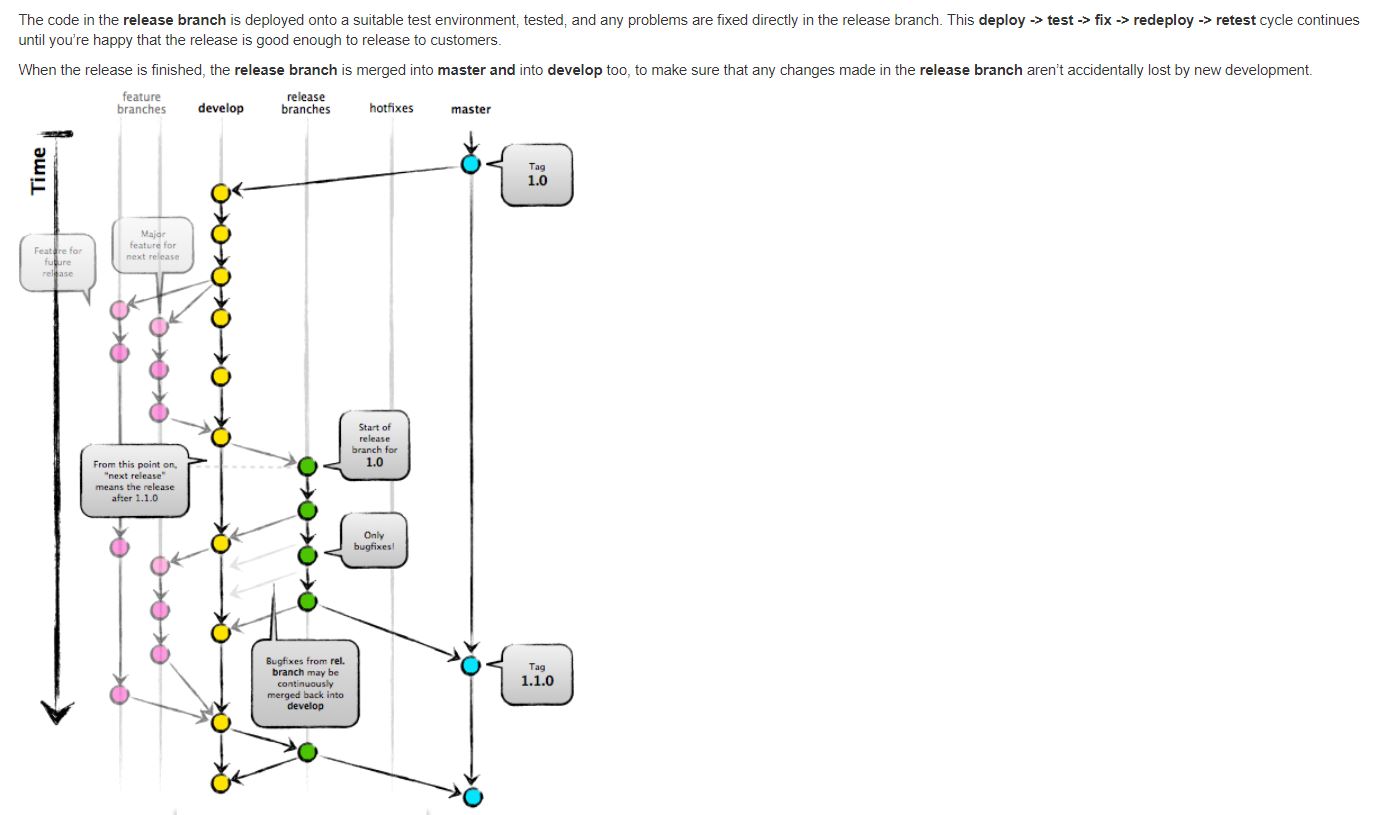 The code in the release branch is deployed onto a suitable test environment, tested, and any problems are fixed directly in the release branch. This deploy -> test -> fix -> redeploy -> retest cycle continues
until you're happy that the release is good enough to release to customers.
When the release is finished, the release branch is merged into master and into develop too, to make sure that any changes made in the release branch aren't accidentally lost by new development.
feature
branches
develop
release
branches
hotfixes
master
Time
Tag
1.0
Major
feature for
next release
Feature for
future
release
Start of
release
branch for
1.0
From this point on,
"next release"
means the release
after 1.1.0
Only
bugfixes!
Bugfixes from rel.
branch may be
continuously
merged back into
develop
Tag
1.1.0